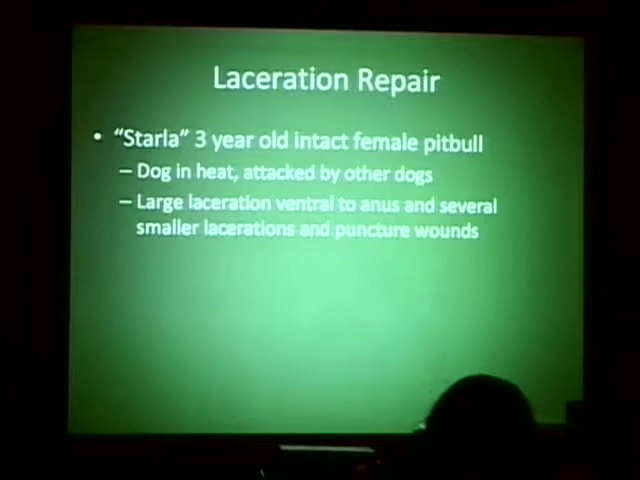 Laceration Repair
• “Starla” 3 year old intact female pitbull
– Dog in heat, attacked by other dogs
– Large laceration ventral to anus and several
smaller lacerations and puncture wounds